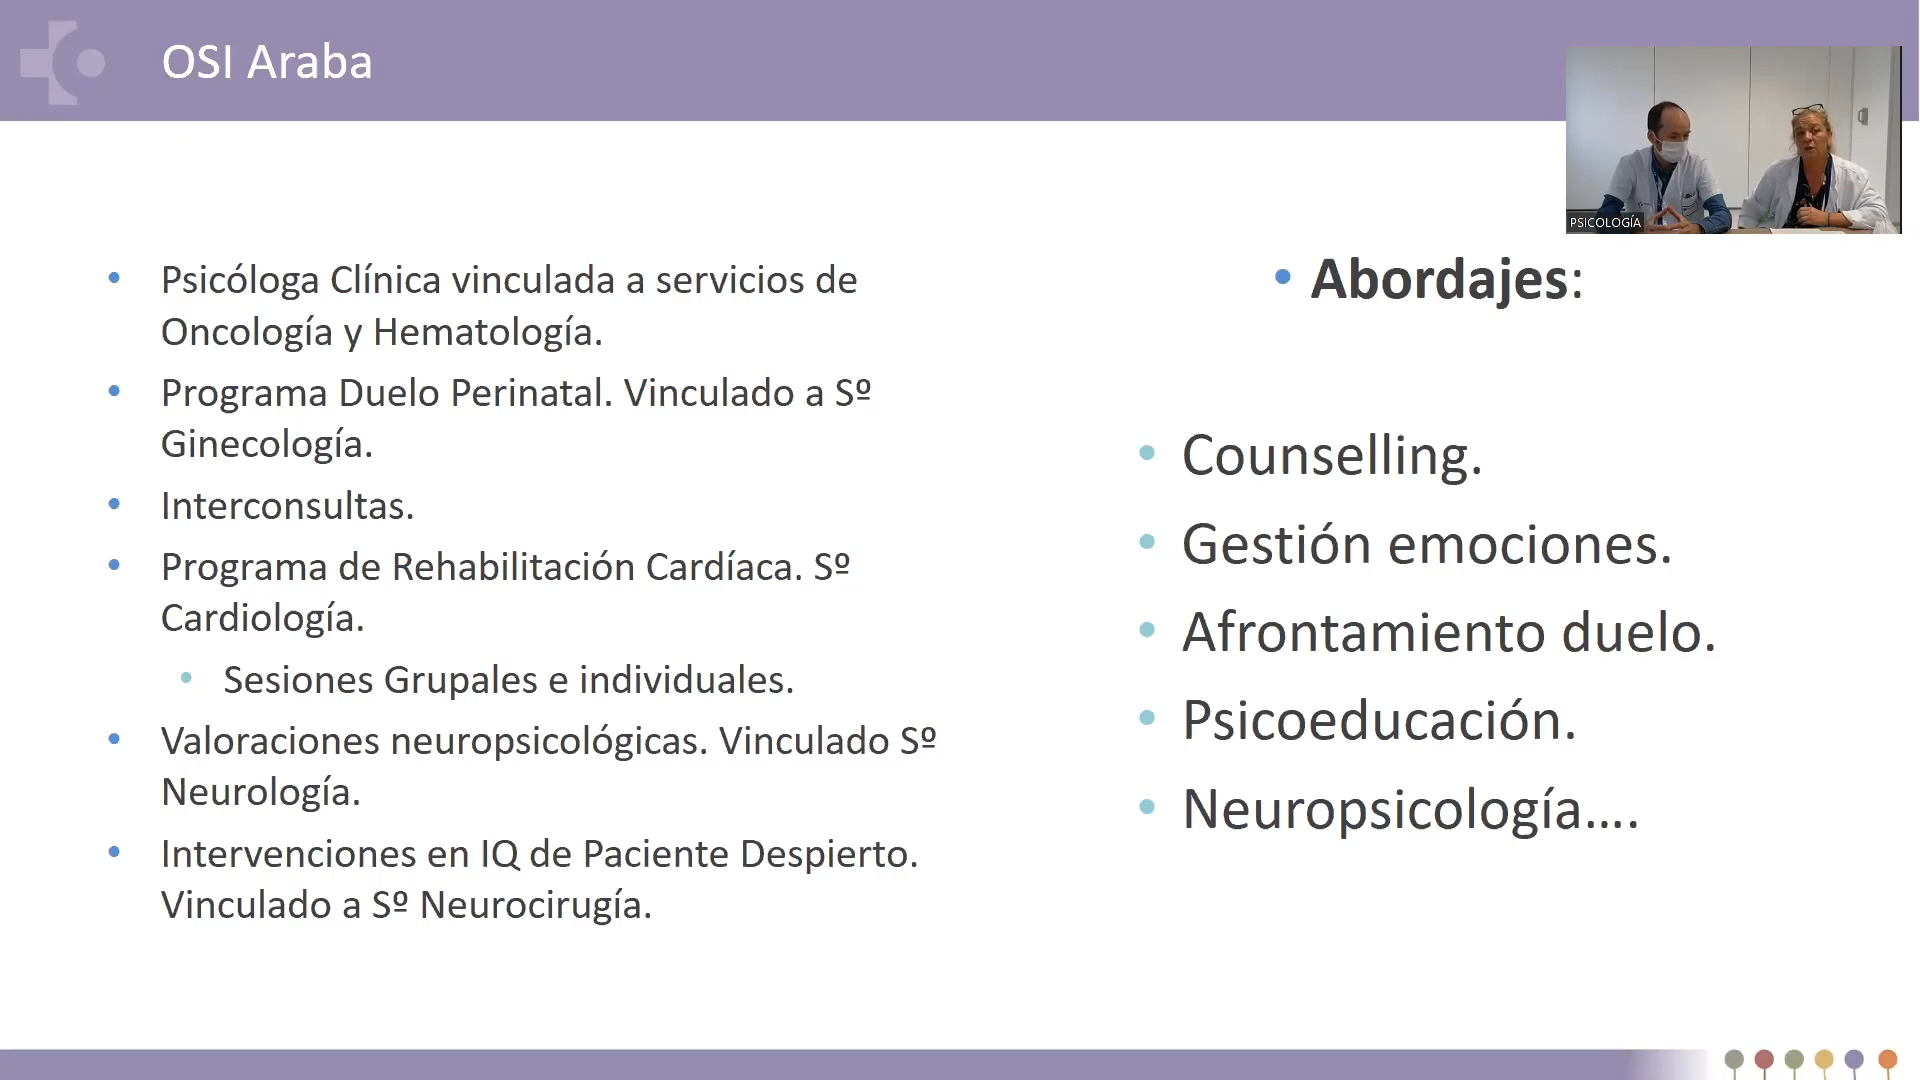 OSI Araba
PSICOLOGÍA
• Psicóloga Clínica vinculada a servicios de
Oncología y Hematología.
• Programa Duelo Perinatal. Vinculado a Sº
Ginecología.
• Interconsultas.
• Programa de Rehabilitación Cardíaca. Sº
Cardiología.
• Sesiones Grupales e individuales.
• Valoraciones neuropsicológicas. Vinculado Sº
Neurología.
• Intervenciones en IQ de Paciente Despierto.
Vinculado a Sº Neurocirugía.
• Abordajes:
• Counselling.
• Gestión emociones.
• Afrontamiento duelo.
• Psicoeducación.
• Neuropsicología....